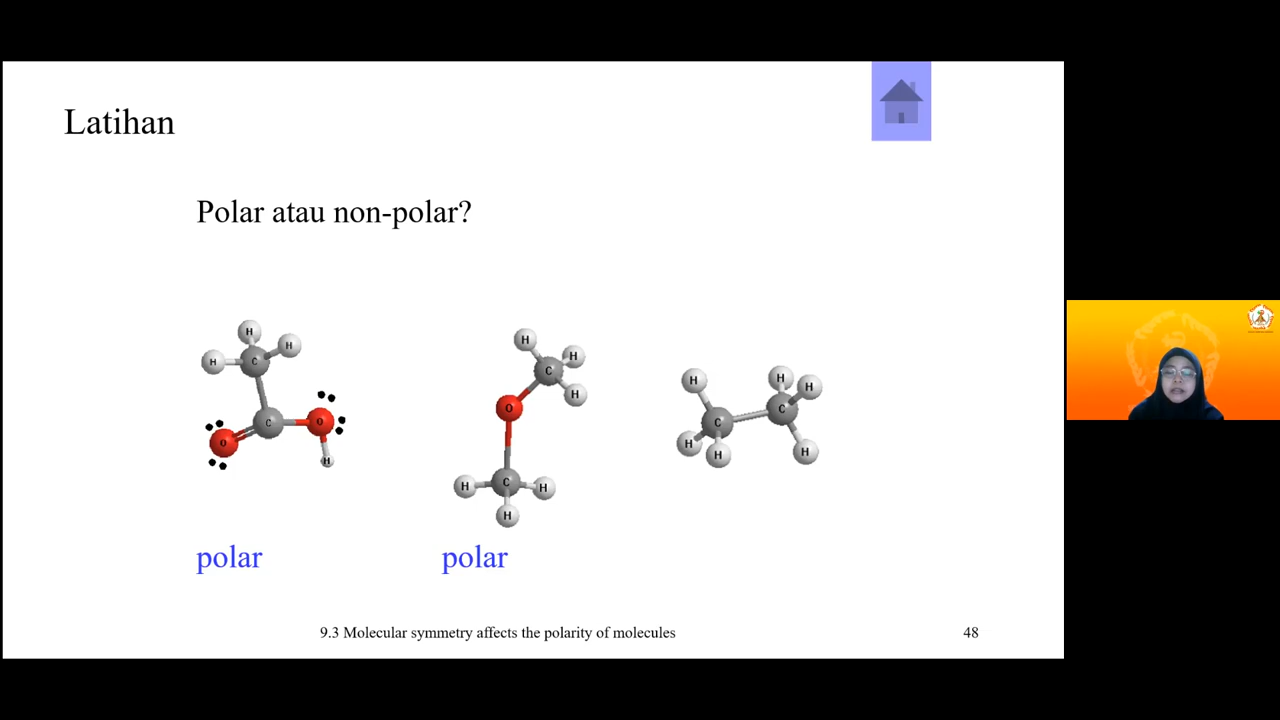 Latihan
Polar atau non-polar?
H
H
H
C
O
C
O
H
H
H
C
H
O
H
C
H
H
H
H
H
C
C
H
H
H
H
polar
polar
9.3 Molecular symmetry affects the polarity of molecules
48